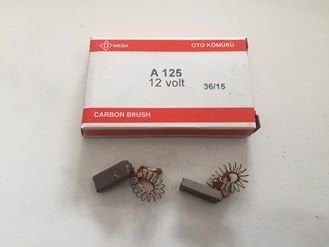 MEGA
OTO KÖMÜRÜ
A 125
12 volt
36/15
CARBON BRUSH